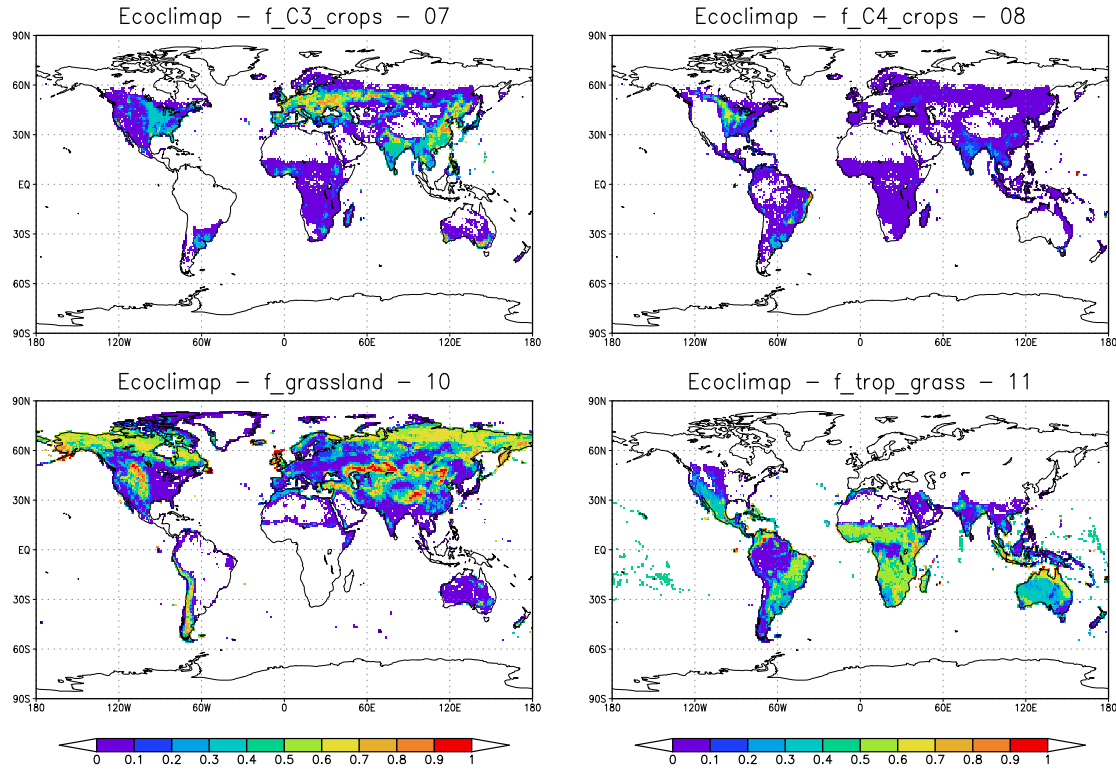 Ecoclimap − f_C3_crops − 07
Ecoclimap − f_C4_crops − 08
90N
60N
30N
EQ
30S
60S
90S
180 120W 60W 0 60E 120E 180
90N
60N
30N
EQ
30S
60S
90S
180 120W 60W 0 60E 120E 180
Ecoclimap − f_grassland − 10
Ecoclimap − f_trop_grass − 11
90N
60N
30N
EQ
30S
60S
90S
180 120W 60W 0 60E 120E 180
90N
60N
30N
EQ
30S
60S
90S
180 120W 60W 0 60E 120E 180
0 0.1 0.2 0.3 0.4 0.5 0.6 0.7 0.8 0.9 1
0 0.1 0.2 0.3 0.4 0.5 0.6 0.7 0.8 0.9 1